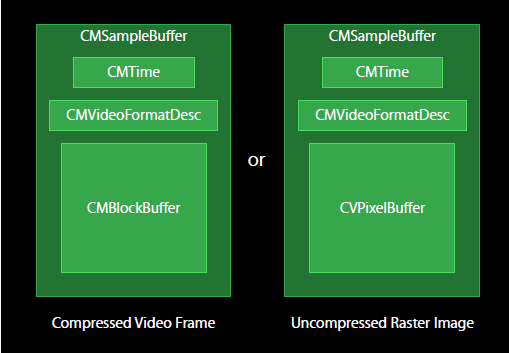 CMSampleBuffer
CMTime
CMVideoFormatDesc
CMBlockBuffer
Compressed Video Frame
or
CMSampleBuffer
CMTime
CMVideoFormatDesc
CVPixelBuffer
Uncompressed Raster Image